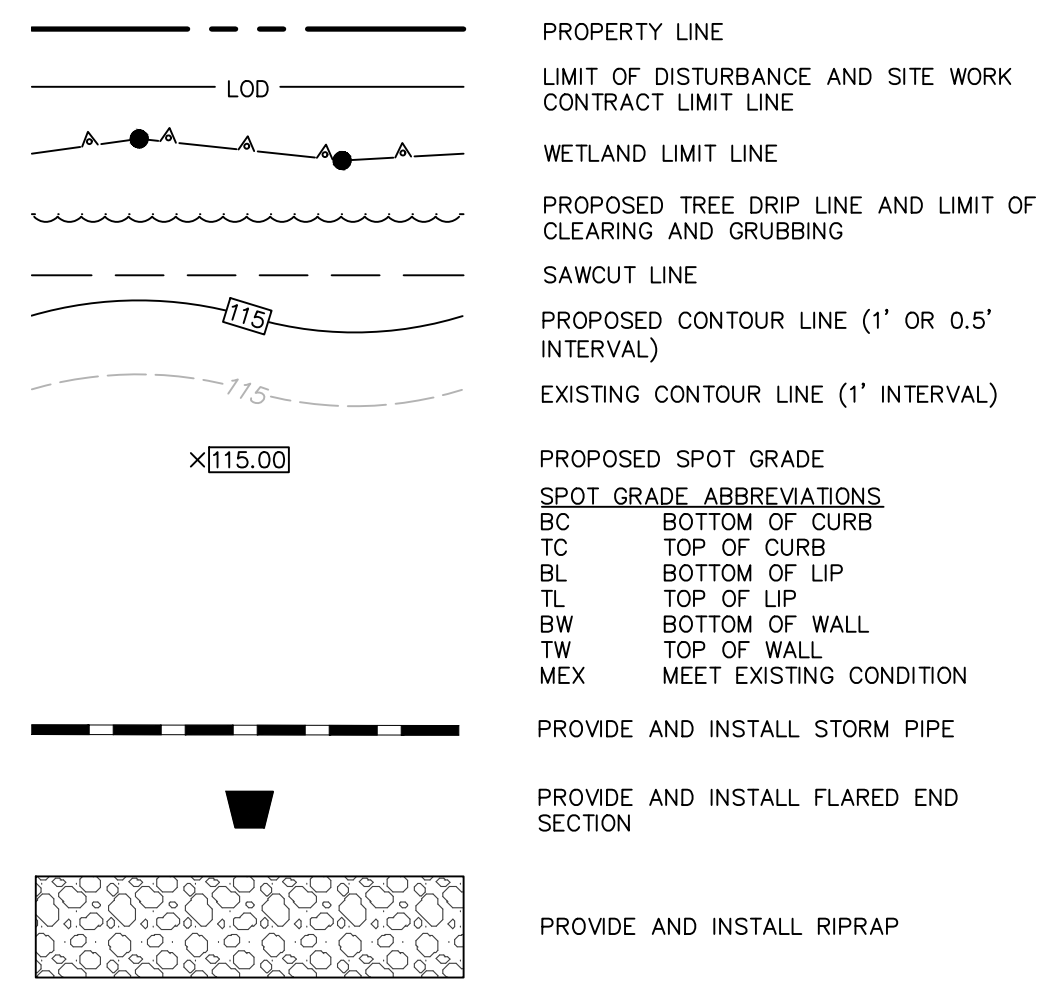 PROPERTY LINE
LOD
LIMIT OF DISTURBANCE AND SITE WORK
CONTRACT LIMIT LINE
WETLAND LIMIT LINE
PROPOSED TREE DRIP LINE AND LIMIT OF
CLEARING AND GRUBBING
SAWCUT LINE
115
PROPOSED CONTOUR LINE (1' OR 0.5'
INTERVAL)
115
EXISTING CONTOUR LINE (1' INTERVAL)
×115.00
PROPOSED SPOT GRADE
SPOT GRADE ABBREVIATIONS
BC BOTTOM OF CURB
TC TOP OF CURB
BL BOTTOM OF LIP
TL TOP OF LIP
BW BOTTOM OF WALL
TW TOP OF WALL
MEX MEET EXISTING CONDITION
PROVIDE AND INSTALL STORM PIPE
PROVIDE AND INSTALL FLARED END
SECTION
PROVIDE AND INSTALL RIPRAP